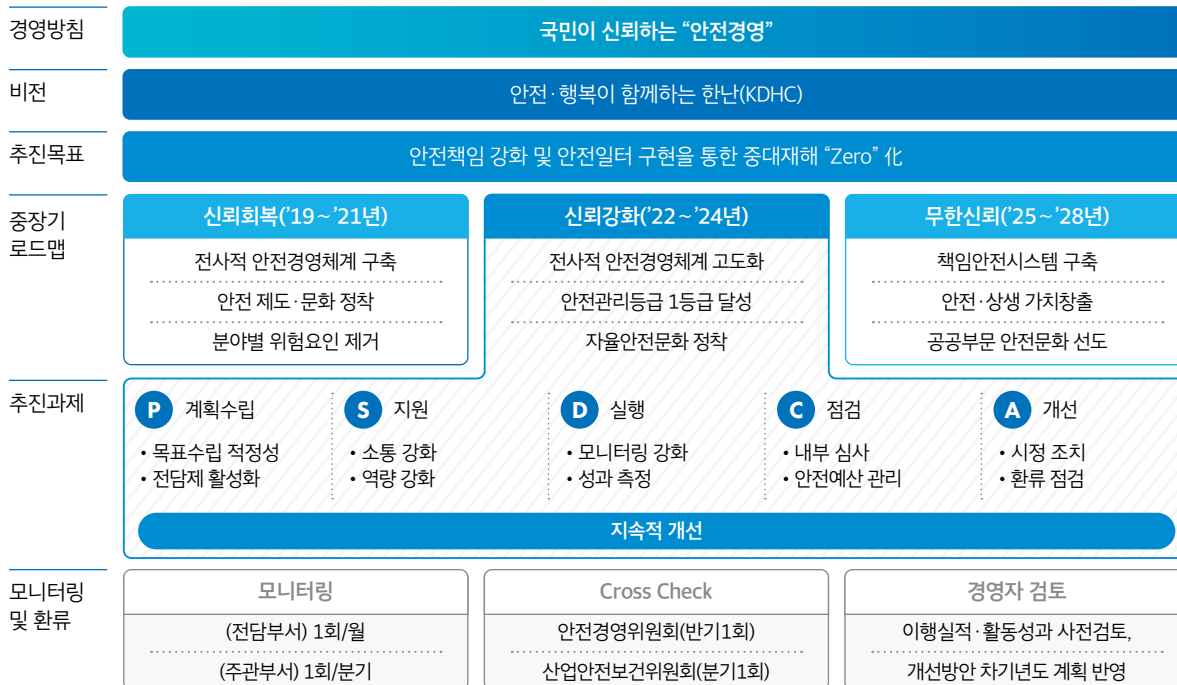 경영방침
국민이 신뢰하는 “안전경영”
비전
안전·행복이 함께하는 한난(KDHC)
추진목표
안전책임 강화 및 안전일터 구현을 통한 중대재해 “Zero” 化
중장기
로드맵
신뢰회복(’19～’21년)
전사적 안전경영체계 구축
안전 제도·문화 정착
분야별 위험요인 제거
신뢰강화(’22～’24년)
전사적 안전경영체계 고도화
안전관리등급 1등급 달성
자율안전문화 정착
무한신뢰(’25～’28년)
책임안전시스템 구축
안전·상생 가치창출
공공부문 안전문화 선도
추진과제
P 계획수립
• 목표수립 적정성
• 전담제 활성화
S 지원
• 소통 강화
• 역량 강화
D 실행
• 모니터링 강화
• 성과 측정
C 점검
• 내부 심사
• 안전예산 관리
A 개선
• 시정 조치
• 환류 점검
지속적 개선
모니터링
및 환류
모니터링
(전담부서) 1회/월
(주관부서) 1회/분기
Cross Check
안전경영위원회(반기1회)
산업안전보건위원회(분기1회)
경영자 검토
이행실적·활동성과 사전검토,
개선방안 차기년도 계획 반영